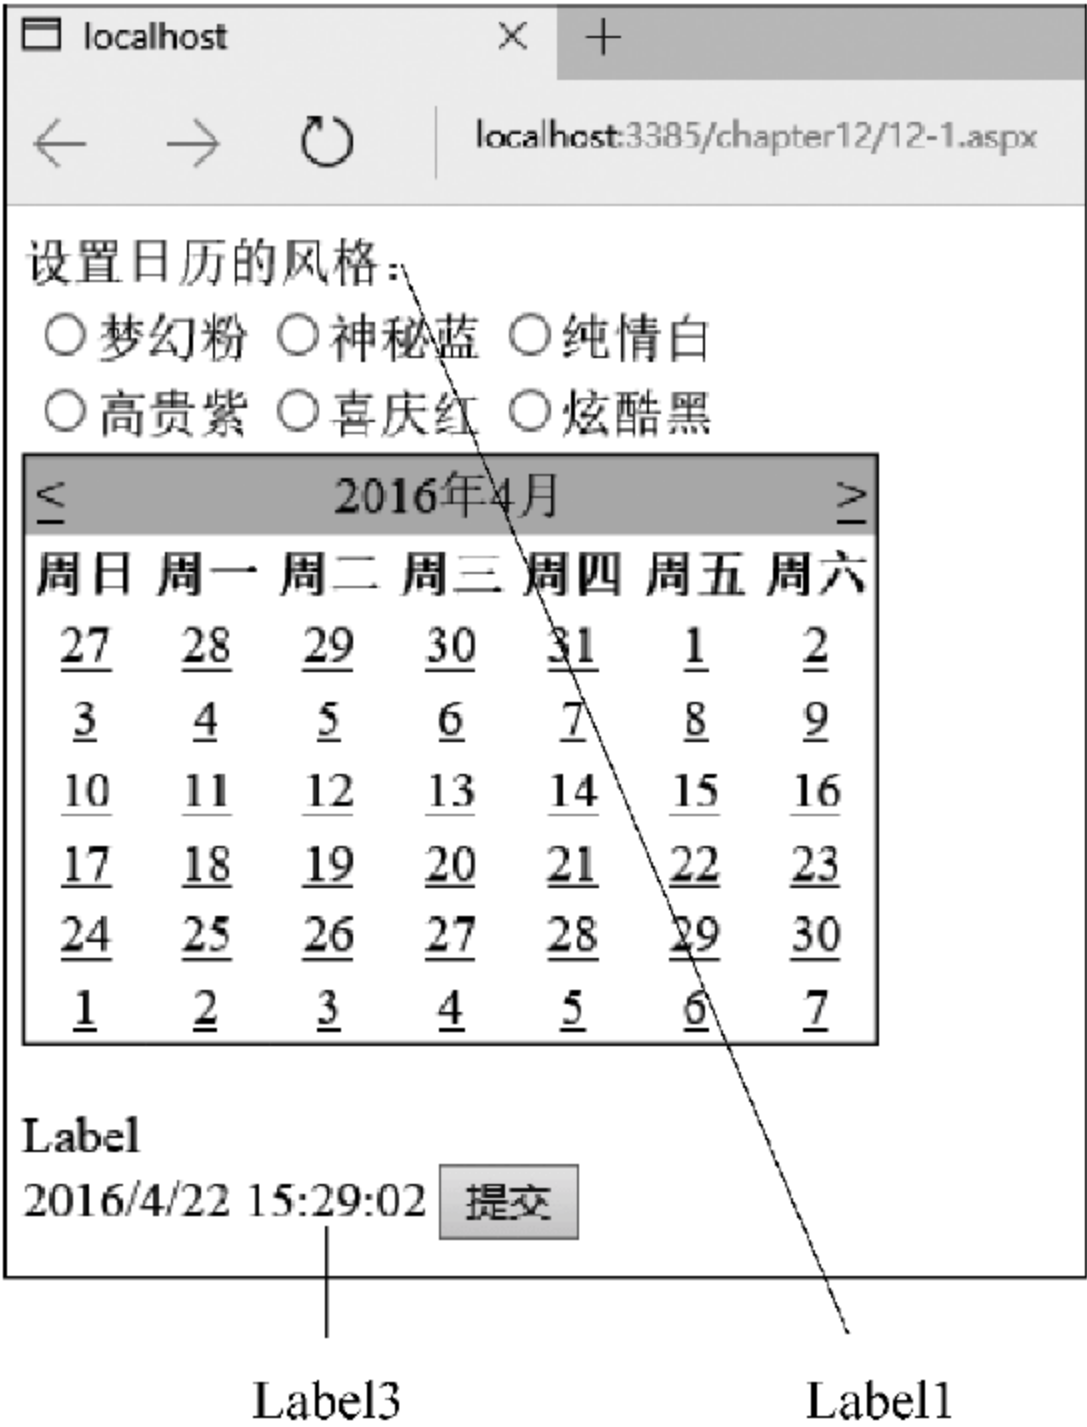 localhost
localhost:3385/chapter12/12-1.aspx
设置日历的风格：
梦幻粉 神秘蓝 纯情白
高贵紫 喜庆红 炫酷黑
< 2016年4月 >
周日 周一 周二 周三 周四 周五 周六
27 28 29 30 31 1 2
3 4 5 6 7 8 9
10 11 12 13 14 15 16
17 18 19 20 21 22 23
24 25 26 27 28 29 30
1 2 3 4 5 6 7
Label
2016/4/22 15:29:02 提交
Label3 Label1